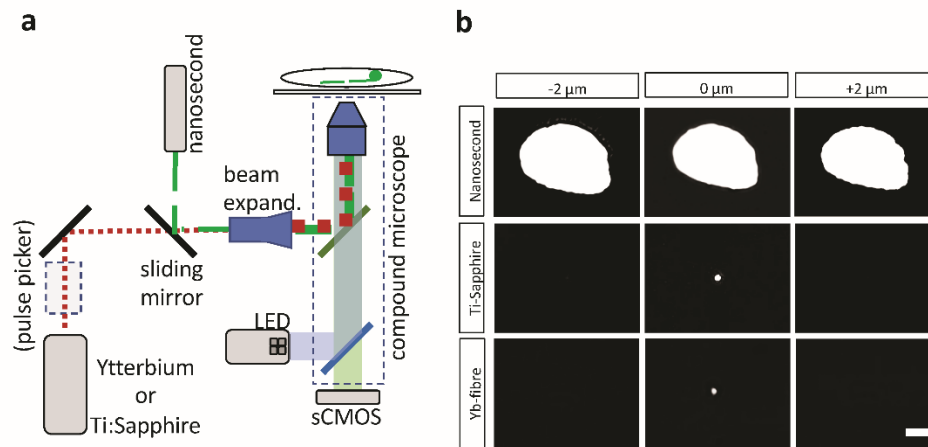 a
nanosecond
beam
expand.
(pulse picker)
sliding
mirror
compound microscope
LED
Ytterbium
or
Ti:Sapphire
sCMOS
b
-2 µm
0 µm
+2 µm
Nanosecond
Ti-Sapphire
Yb-fibre